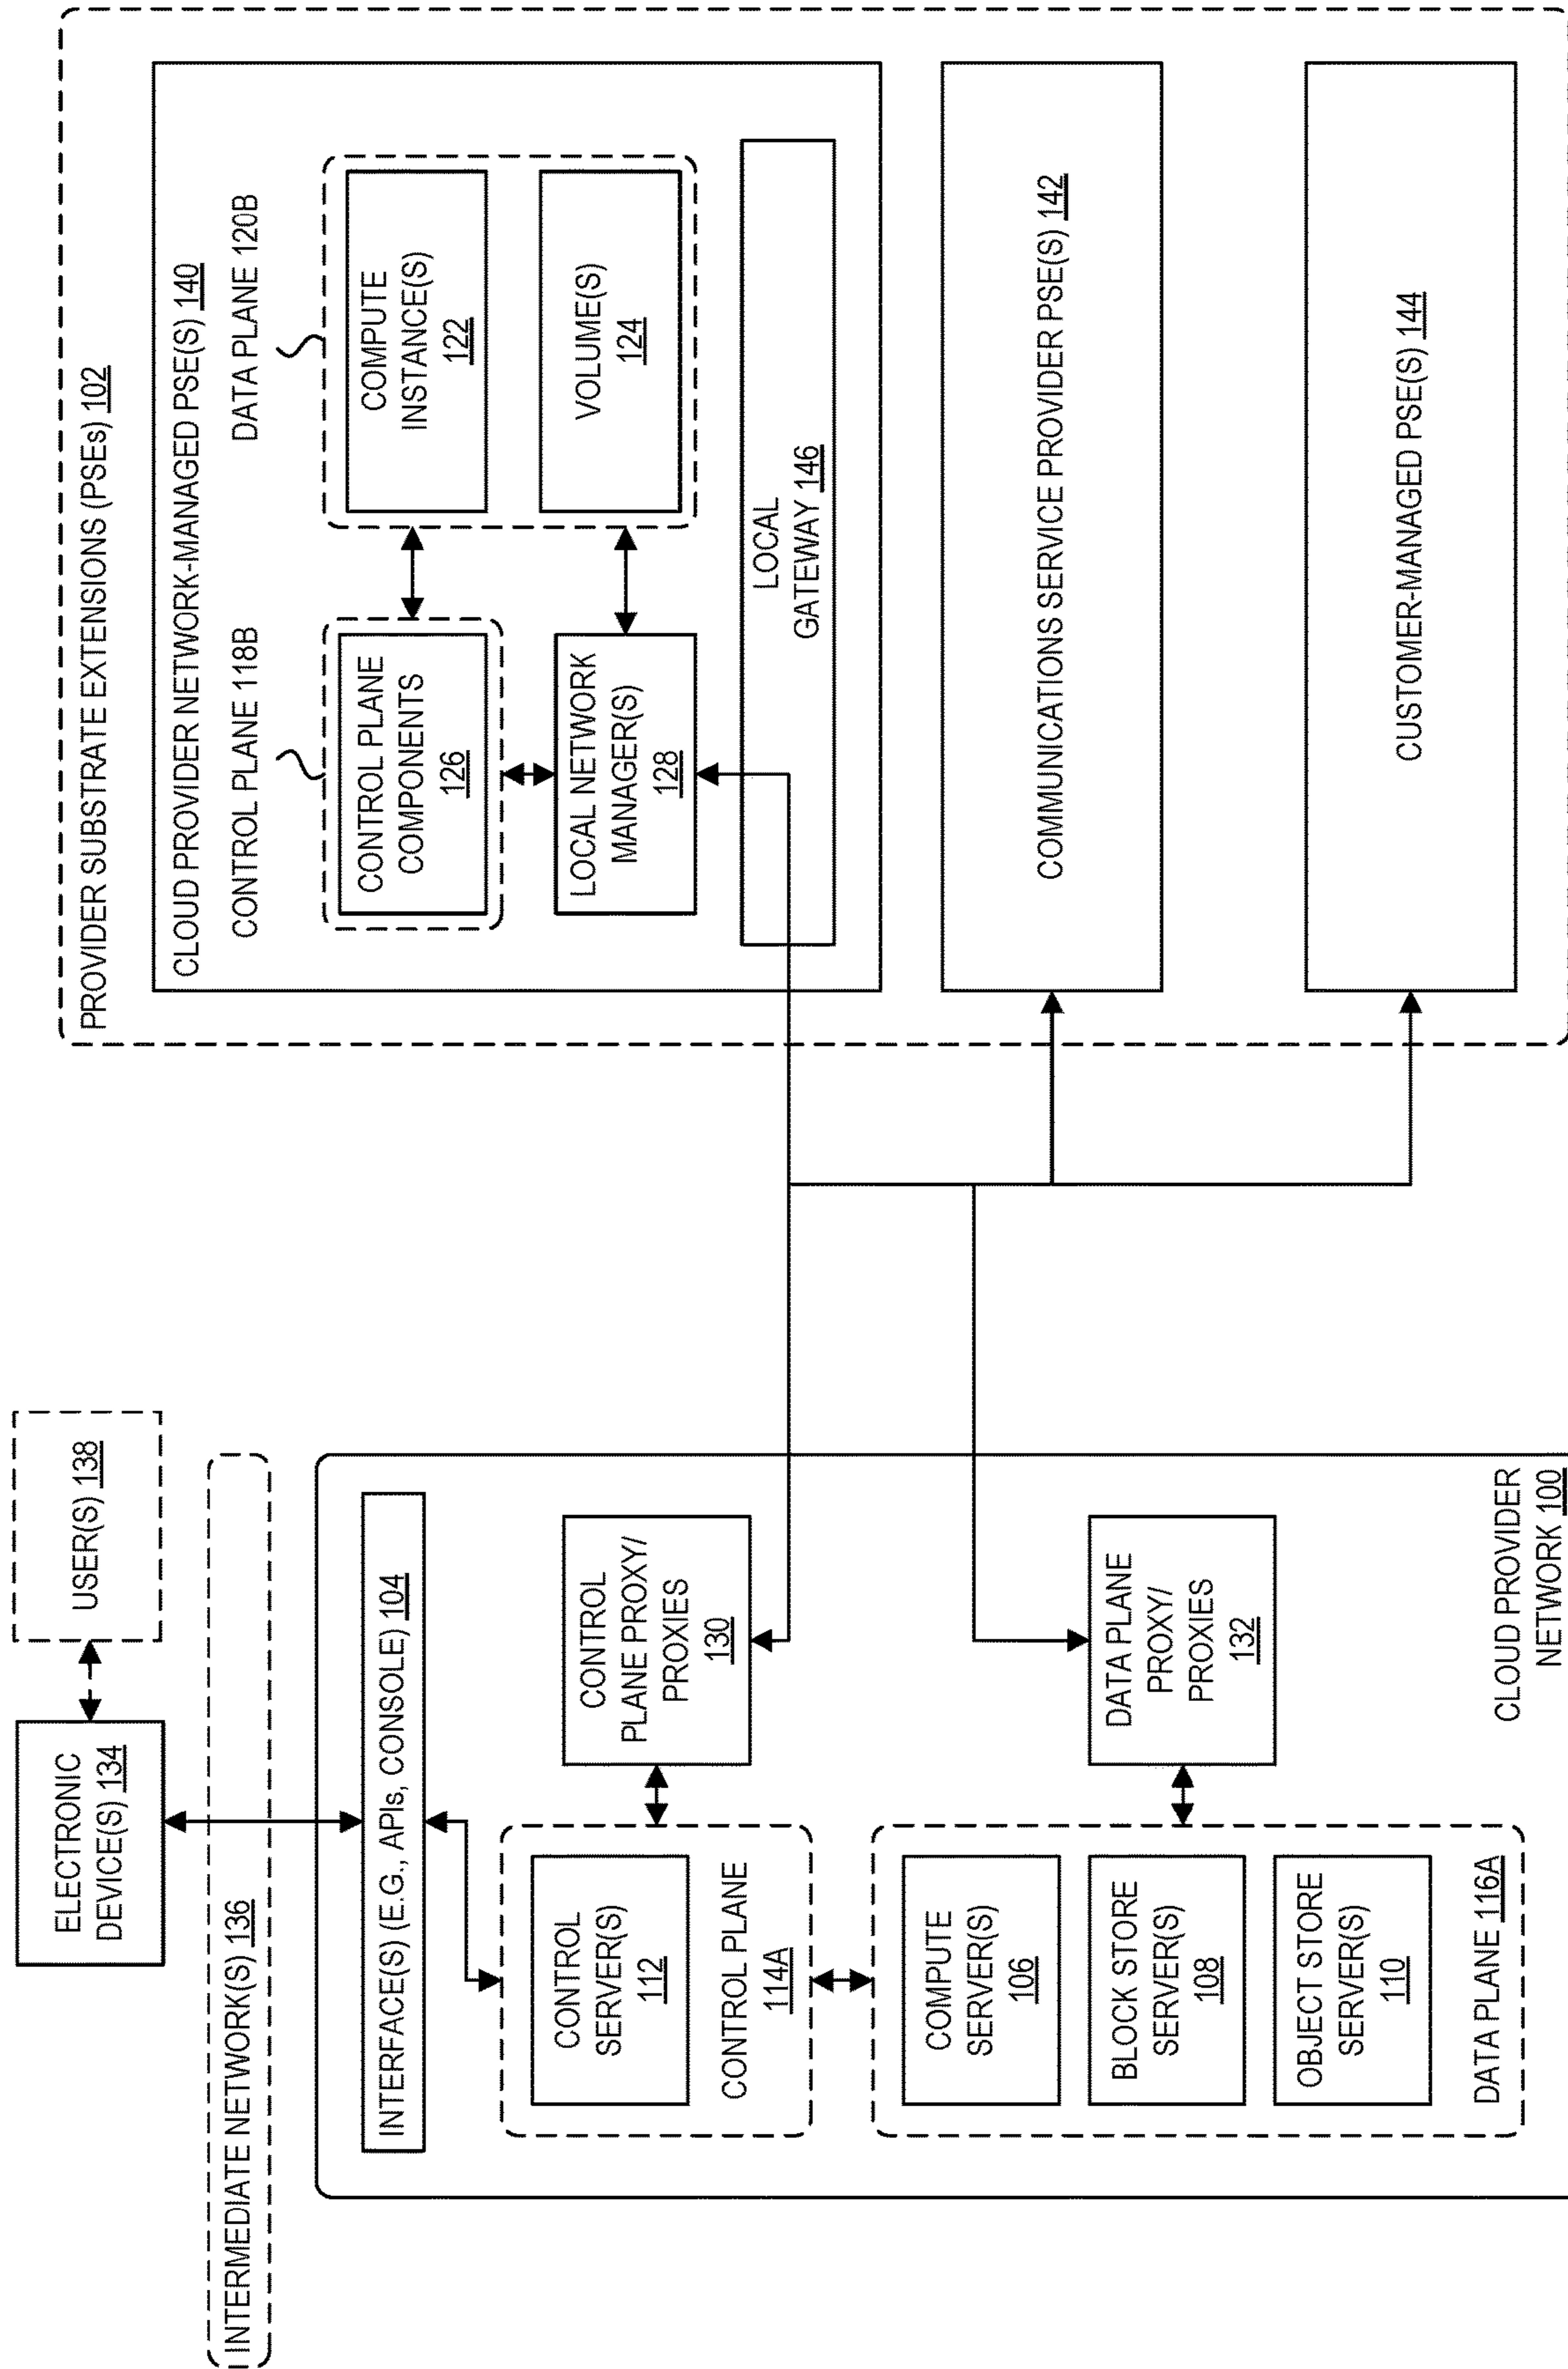 ELECTRONIC
DEVICE(S) 134
USER(S) 138
INTERMEDIATE NETWORK(S) 136
INTERFACE(S) (E.G., APIs, CONSOLE) 104
CONTROL
SERVER(S)
112
CONTROL PLANE
114A
CONTROL
PLANE PROXY/
PROXIES
130
COMPUTE
SERVER(S)
106
BLOCK STORE
SERVER(S)
108
OBJECT STORE
SERVER(S)
110
DATA PLANE 116A
DATA PLANE
PROXY/
PROXIES
132
CLOUD PROVIDER
NETWORK 100
PROVIDER SUBSTRATE EXTENSIONS (PSEs) 102
CLOUD PROVIDER NETWORK-MANAGED PSE(S) 140
CONTROL PLANE 118B
DATA PLANE 120B
CONTROL PLANE
COMPONENTS
126
COMPUTE
INSTANCE(S)
122
LOCAL NETWORK
MANAGER(S)
128
VOLUME(S)
124
LOCAL
GATEWAY 146
COMMUNICATIONS SERVICE PROVIDER PSE(S) 142
CUSTOMER-MANAGED PSE(S) 144